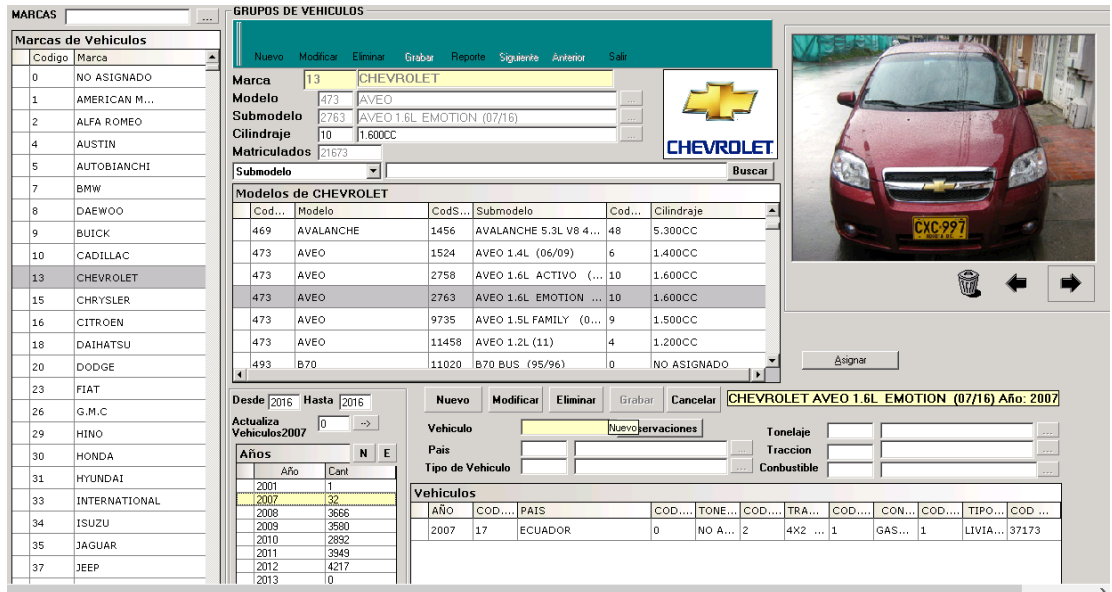 MARCAS ...
Marcas de Vehiculos
Codigo Marca
0 NO ASIGNADO
1 AMERICAN M...
2 ALFA ROMEO
4 AUSTIN
5 AUTOBIANCHI
7 BMW
8 DAEWOO
9 BUICK
10 CADILLAC
13 CHEVROLET
15 CHRYSLER
16 CITROEN
18 DAIHATSU
20 DODGE
23 FIAT
26 G.M.C
29 HINO
30 HONDA
31 HYUNDAI
33 INTERNATIONAL
34 ISUZU
35 JAGUAR
37 JEEP
GRUPOS DE VEHICULOS
Nuevo Modificar Eliminar Grabar Reporte Siguiente Anterior Salir
Marca 13 CHEVROLET
Modelo 473 AVEO ...
Submodelo 2763 AVEO 1.6L EMOTION (07/16) ...
Cilindraje 10 1.600CC ...
Matriculados 21673
CHEVROLET
Submodelo Buscar
Modelos de CHEVROLET
Cod... Modelo CodS... Submodelo Cod... Cilindraje
469 AVALANCHE 1456 AVALANCHE 5.3L V8 4... 48 5.300CC
473 AVEO 1524 AVEO 1.4L (06/09) 6 1.400CC
473 AVEO 2758 AVEO 1.6L ACTIVO (... 10 1.600CC
473 AVEO 2763 AVEO 1.6L EMOTION ... 10 1.600CC
473 AVEO 9735 AVEO 1.5L FAMILY (0... 9 1.500CC
473 AVEO 11458 AVEO 1.2L (11) 4 1.200CC
493 B70 11020 B70 BUS (95/96) 0 NO ASIGNADO
CXC-997
Asignar
Desde 2016 Hasta 2016
Actualiza Vehiculos2007 0 -->
Años N E
Año Cant
2001 1
2007 32
2008 3666
2009 3580
2010 2892
2011 3949
2012 4217
2013 0
Nuevo Modificar Eliminar Grabar Cancelar CHEVROLET AVEO 1.6L EMOTION (07/16) Año: 2007
Vehiculo Nuevo servaciones Tonelaje ...
Pais ... Traccion ...
Tipo de Vehiculo ... Combustible ...
Vehiculos
AÑO COD.... PAIS COD.... TONE... COD.... TRA... COD.... CON... COD.... TIPO... COD ...
2007 17 ECUADOR 0 NO A... 2 4X2 ... 1 GAS... 1 LIVIA... 37173